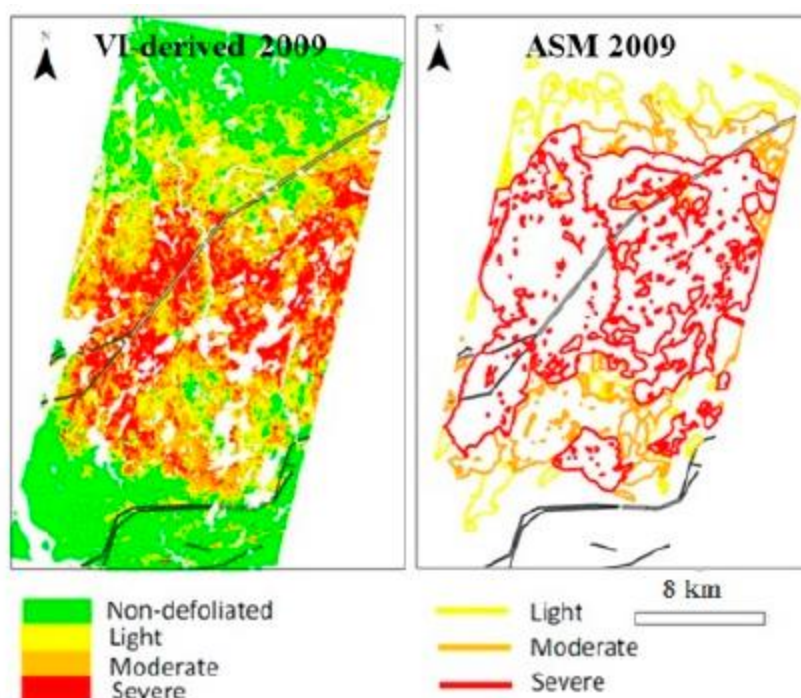 VI-derived 2009
N
ASM 2009
N
Non-defoliated
Light
Moderate
Severe
8 km
Light
Moderate
Severe